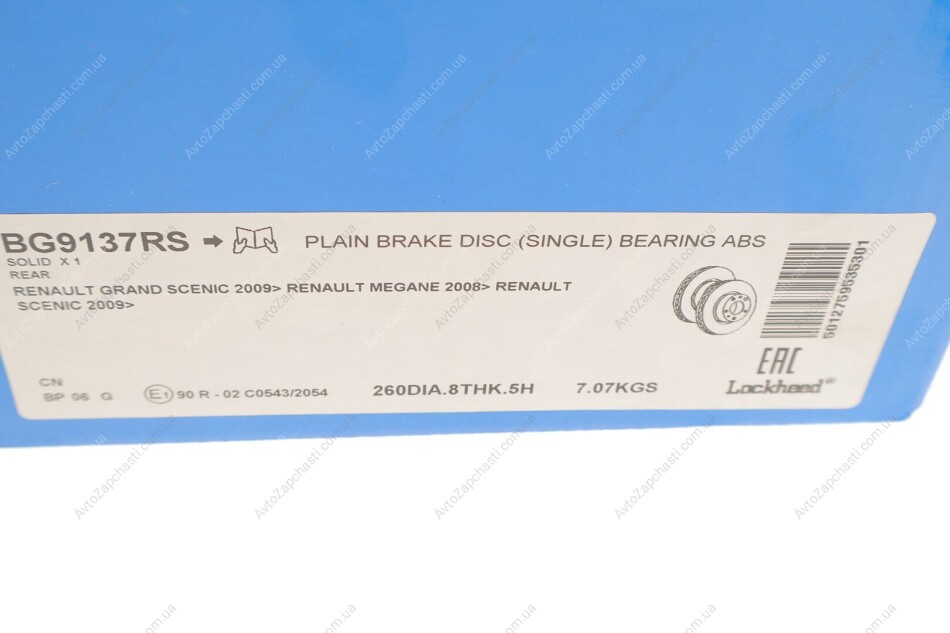 BG9137RS PLAIN BRAKE DISC (SINGLE) BEARING ABS
SOLID X 1
REAR
RENAULT GRAND SCENIC 2009> RENAULT MEGANE 2008> RENAULT
SCENIC 2009>
5012759535301
EAC
Lockheed®
CN
BP 06 G
E1 90 R - 02 C0543/2054 260DIA.8THK.5H 7.07KGS
AvtoZapchasti.com.ua